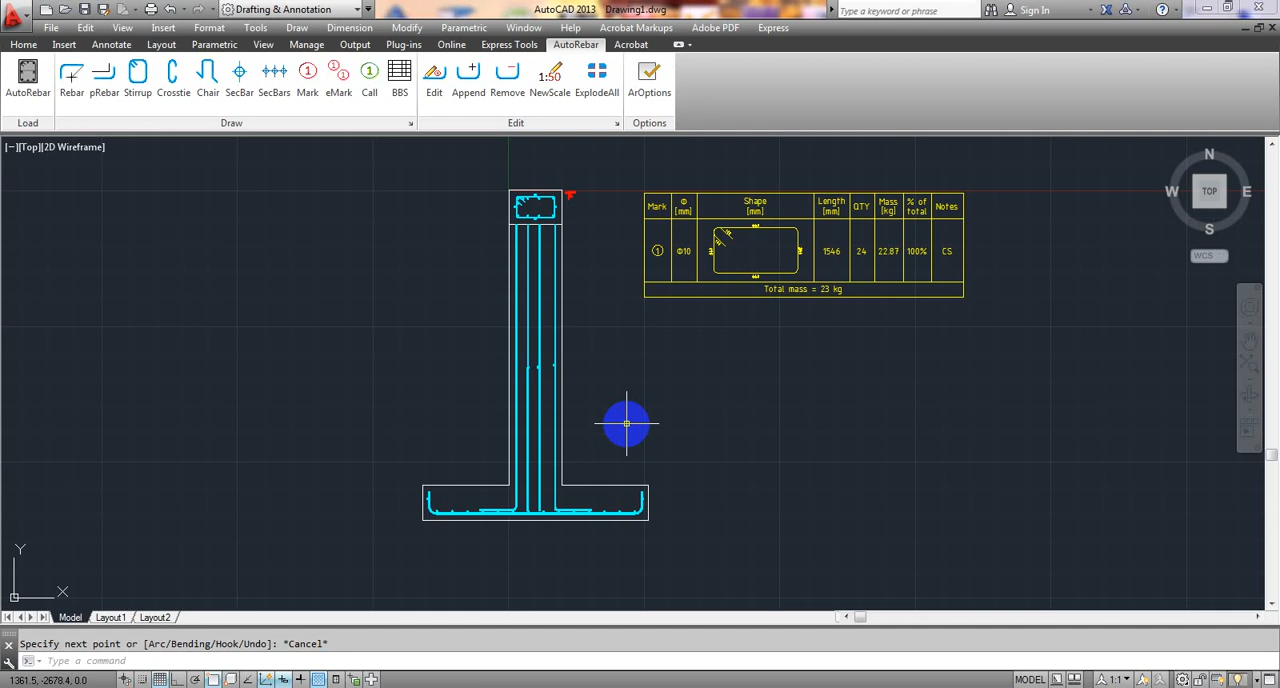 Drafting & Annotation
AutoCAD 2013 Drawing1.dwg
Type a keyword or phrase
Sign In
File Edit View Insert Format Tools Draw Dimension Modify Parametric Window Help Acrobat Markups Adobe PDF Express
Home Insert Annotate Layout Parametric View Manage Output Plug-ins Online Express Tools AutoRebar Acrobat
1:50
AutoRebar Rebar pRebar Stirrup Crosstie Chair SecBar SecBars Mark eMark Call BBS Edit Append Remove NewScale ExplodeAll ArOptions
Load Draw Edit Options
[−][Top][2D Wireframe]
N
W TOP E
S
WCS
Mark Φ [mm] Shape [mm] Length [mm] QTY Mass [kg] % of total Notes
1 Φ10 1546 24 22.87 100% CS
Total mass = 23 kg
Y
X
Model Layout1 Layout2
Specify next point or [Arc/Bending/Hook/Undo]: *Cancel*
Type a command
1361.5, -2678.4, 0.0 MODEL 1:1